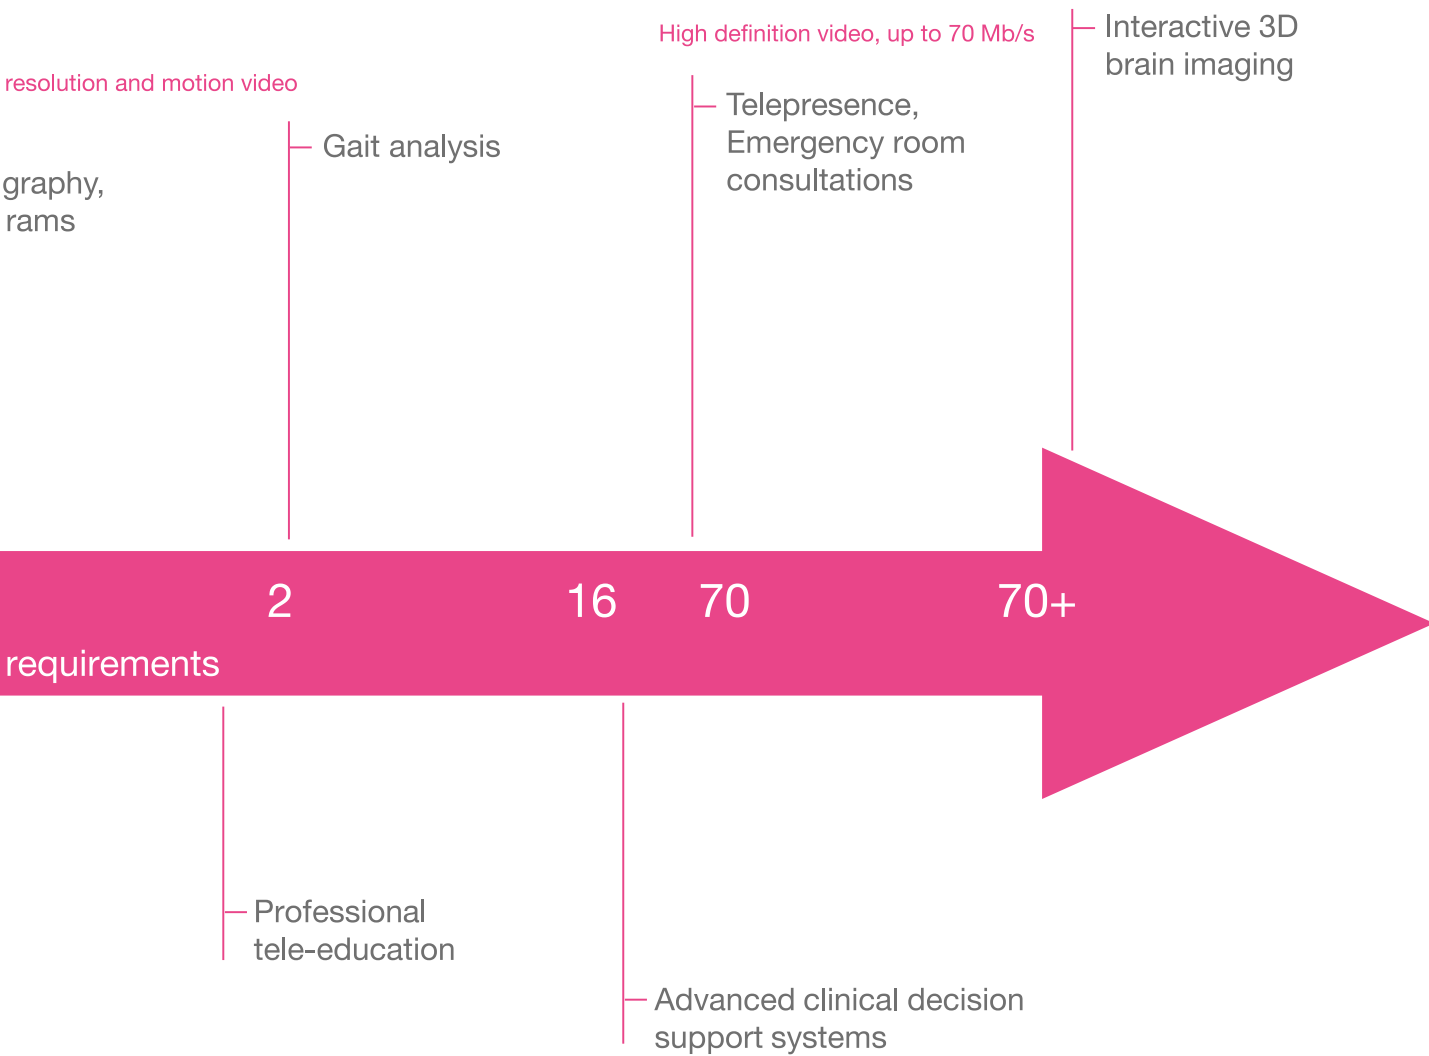 High definition video, up to 70 Mb/s
Interactive 3D
brain imaging
resolution and motion video
Telepresence,
Emergency room
consultations
Gait analysis
graphy,
rams
2
16
70
70+
requirements
Professional
tele-education
Advanced clinical decision
support systems